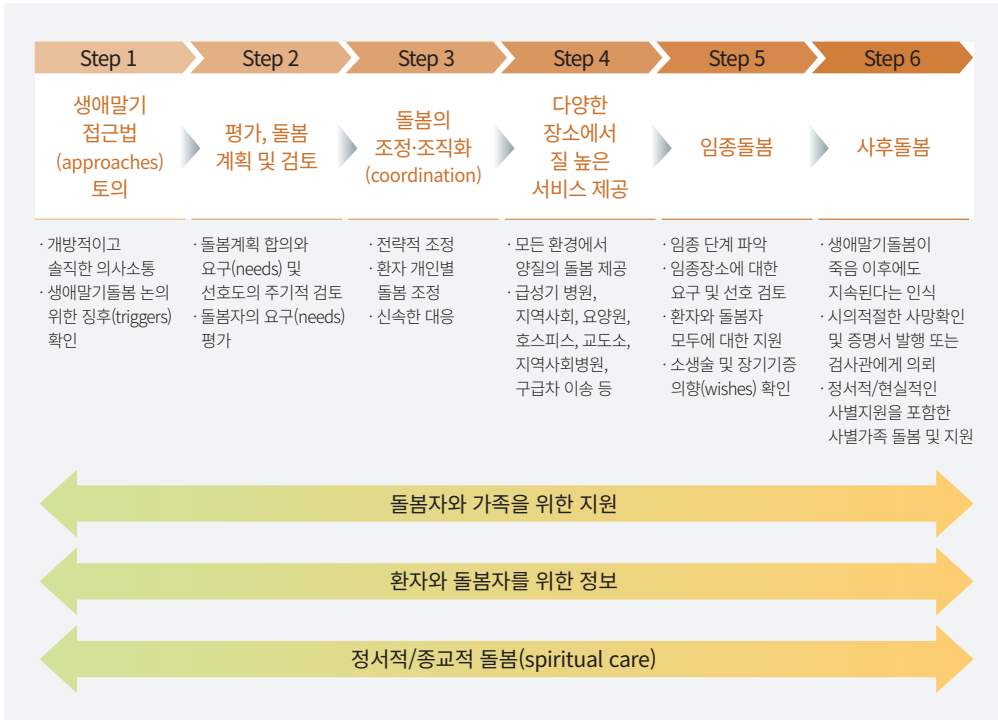 Step 1
Step 2
Step 3
Step 4
Step 5
Step 6
생애말기
접근법
(approaches)
토의
평가, 돌봄
계획 및 검토
돌봄의
조정·조직화
(coordination)
다양한
장소에서
질 높은
서비스 제공
임종돌봄
사후돌봄
· 개방적이고
솔직한 의사소통
· 생애말기돌봄 논의
위한 징후(triggers)
확인
· 돌봄계획 합의와
요구(needs) 및
선호도의 주기적 검토
· 돌봄자의 요구(needs)
평가
· 전략적 조정
· 환자 개인별
돌봄 조정
· 신속한 대응
· 모든 환경에서
양질의 돌봄 제공
· 급성기 병원,
지역사회, 요양원,
호스피스, 교도소,
지역사회병원,
구급차 이송 등
· 임종 단계 파악
· 임종장소에 대한
요구 및 선호 검토
· 환자와 돌봄자
모두에 대한 지원
· 소생술 및 장기기증
의향(wishes) 확인
· 생애말기돌봄이
죽음 이후에도
지속된다는 인식
· 시의적절한 사망확인
및 증명서 발행 또는
검사관에게 의뢰
· 정서적/현실적인
사별지원을 포함한
사별가족 돌봄 및 지원
돌봄자와 가족을 위한 지원
환자와 돌봄자를 위한 정보
정서적/종교적 돌봄(spiritual care)